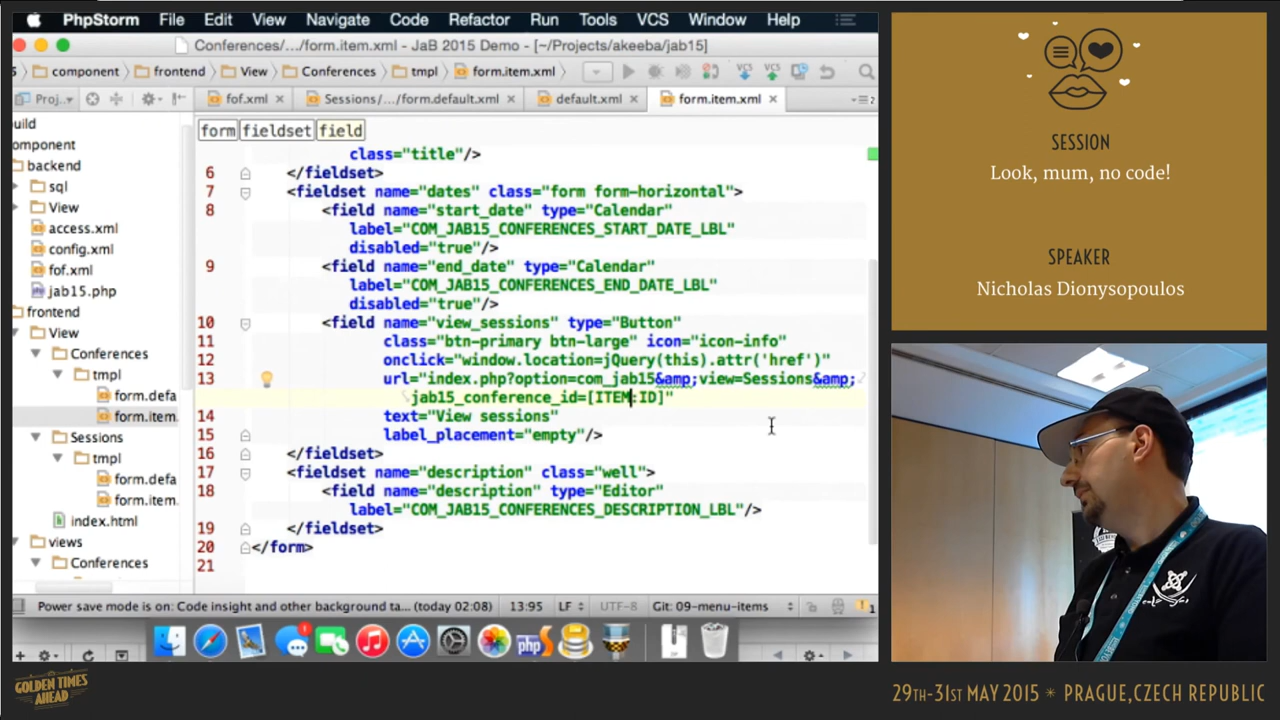 PhpStorm File Edit View Navigate Code Refactor Run Tools VCS Window Help
Conferences/.../form.item.xml - JaB 2015 Demo - [~/Projects/akeeba/jab15]
component frontend View Conferences tmpl form.item.xml
Proj..
fof.xml Sessions/.../form.default.xml default.xml form.item.xml
form fieldset field
uild
omponent
backend
sql
View
access.xml
config.xml
fof.xml
jab15.php
frontend
View
Conferences
tmpl
form.defa
form.item.
Sessions
tmpl
form.defa
form.item.
index.html
views
Conferences
class="title"/>
6 </fieldset>
7 <fieldset name="dates" class="form form-horizontal">
8 <field name="start_date" type="Calendar"
label="COM_JAB15_CONFERENCES_START_DATE_LBL"
disabled="true"/>
9 <field name="end_date" type="Calendar"
label="COM_JAB15_CONFERENCES_END_DATE_LBL"
disabled="true"/>
10 <field name="view_sessions" type="Button"
11 class="btn-primary btn-large" icon="icon-info"
12 onclick="window.location=jQuery(this).attr('href')"
13 url="index.php?option=com_jab15&amp;view=Sessions&amp;
jab15_conference_id=[ITEM:ID]"
14 text="View sessions"
15 label_placement="empty"/>
16 </fieldset>
17 <fieldset name="description" class="well">
18 <field name="description" type="Editor"
label="COM_JAB15_CONFERENCES_DESCRIPTION_LBL"/>
19 </fieldset>
20 </form>
21
Power save mode is on: Code insight and other background ta... (today 02:08) 13:95 LF UTF-8 Git: 09-menu-items
SESSION
Look, mum, no code!
SPEAKER
Nicholas Dionysopoulos
GOLDEN TIMES
AHEAD
29TH-31ST MAY 2015 * PRAGUE,CZECH REPUBLIC